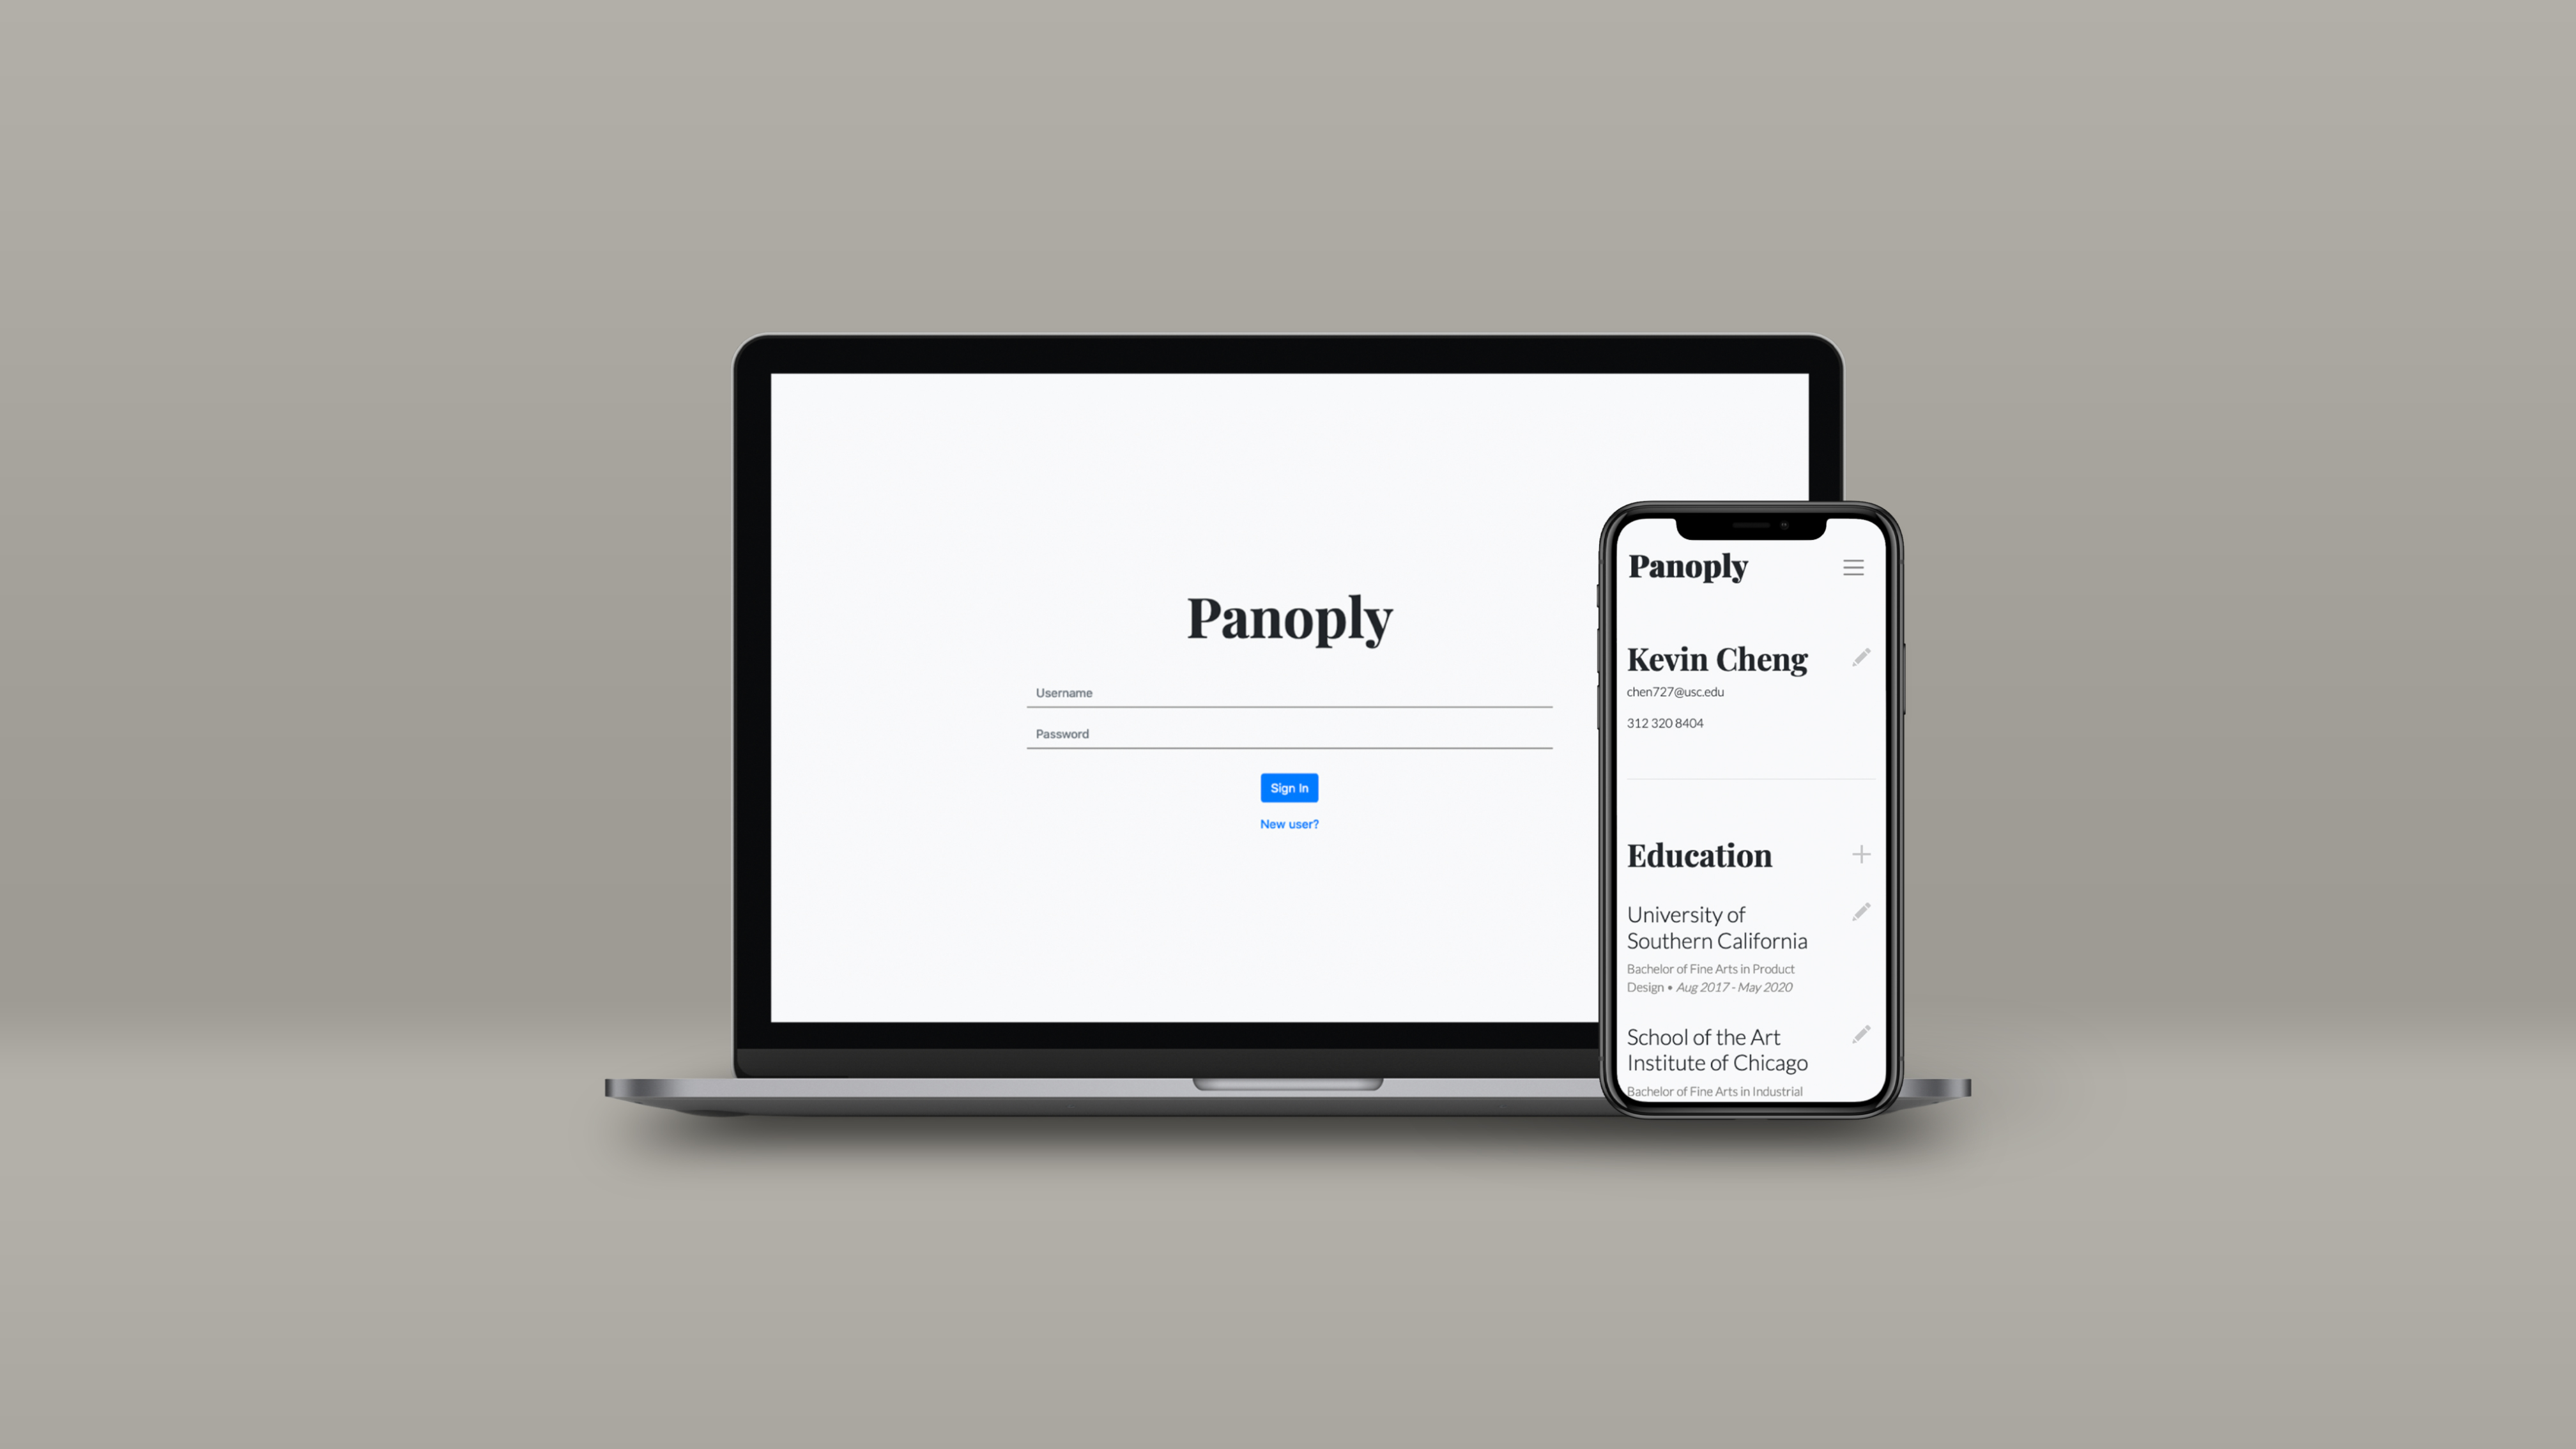 Panoply
Username
Password
Sign In
New user?
Panoply
Kevin Cheng
chen727@usc.edu
312 320 8404
Education
University of
Southern California
Bachelor of Fine Arts in Product
Design • Aug 2017 - May 2020
School of the Art
Institute of Chicago
Bachelor of Fine Arts in Industrial